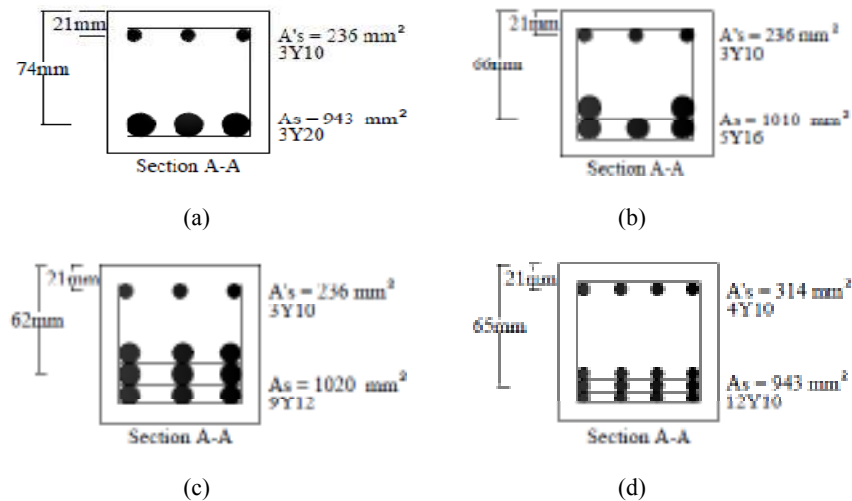 21mm
A's = 236 mm²
3Y10
74mm
As = 943 mm²
3Y20
Section A-A
(a)
21mm
A's = 236 mm²
3Y10
66mm
As = 1010 mm²
5Y16
Section A-A
(b)
21mm
A's = 236 mm²
3Y10
62mm
As = 1020 mm²
9Y12
Section A-A
(c)
21mm
A's = 314 mm²
4Y10
65mm
As = 943 mm²
12Y10
Section A-A
(d)